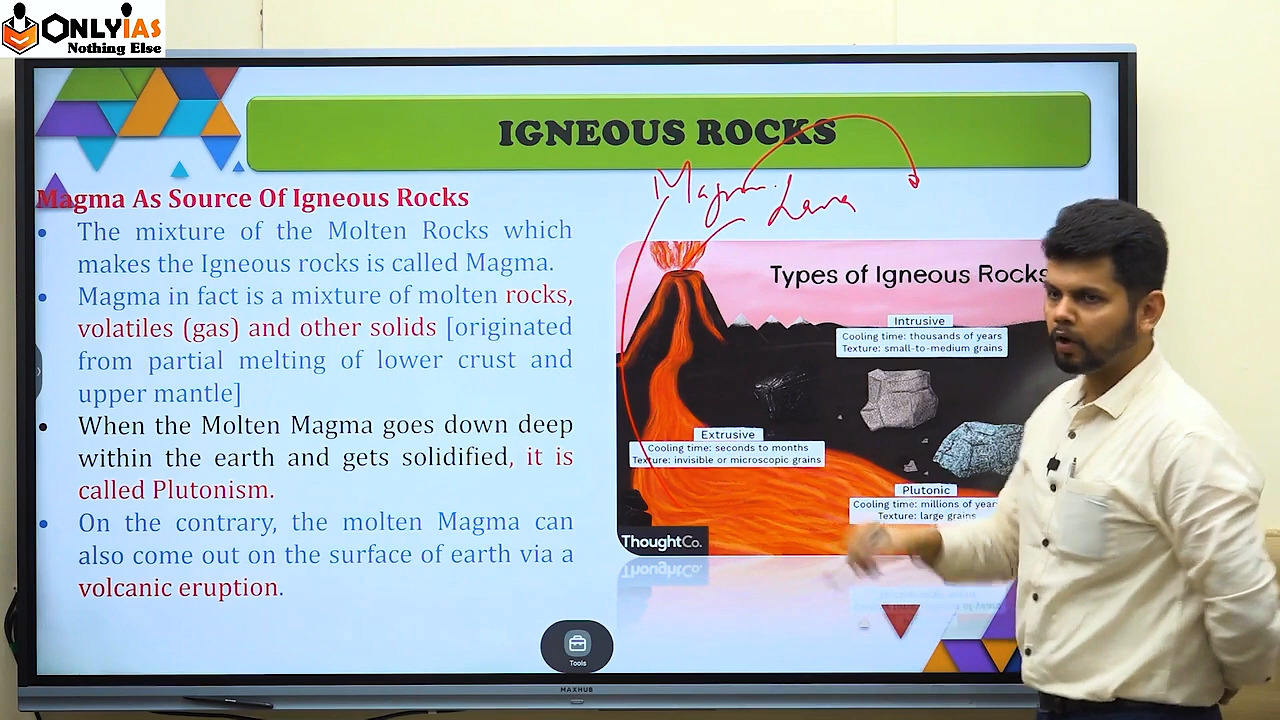 ONLYIAS
Nothing Else
IGNEOUS ROCKS
Magma As Source Of Igneous Rocks
• The mixture of the Molten Rocks which
makes the Igneous rocks is called Magma.
• Magma in fact is a mixture of molten rocks,
volatiles (gas) and other solids [originated
from partial melting of lower crust and
upper mantle]
• When the Molten Magma goes down deep
within the earth and gets solidified, it is
called Plutonism.
• On the contrary, the molten Magma can
also come out on the surface of earth via a
volcanic eruption.
Magma
Lava
Types of Igneous Rocks
Intrusive
Cooling time: thousands of years
Texture: small-to-medium grains
Extrusive
Cooling time: seconds to months
Texture: invisible or microscopic grains
Plutonic
Cooling time: millions of years
Texture: large grains
ThoughtCo.
Tools
MAXHUB